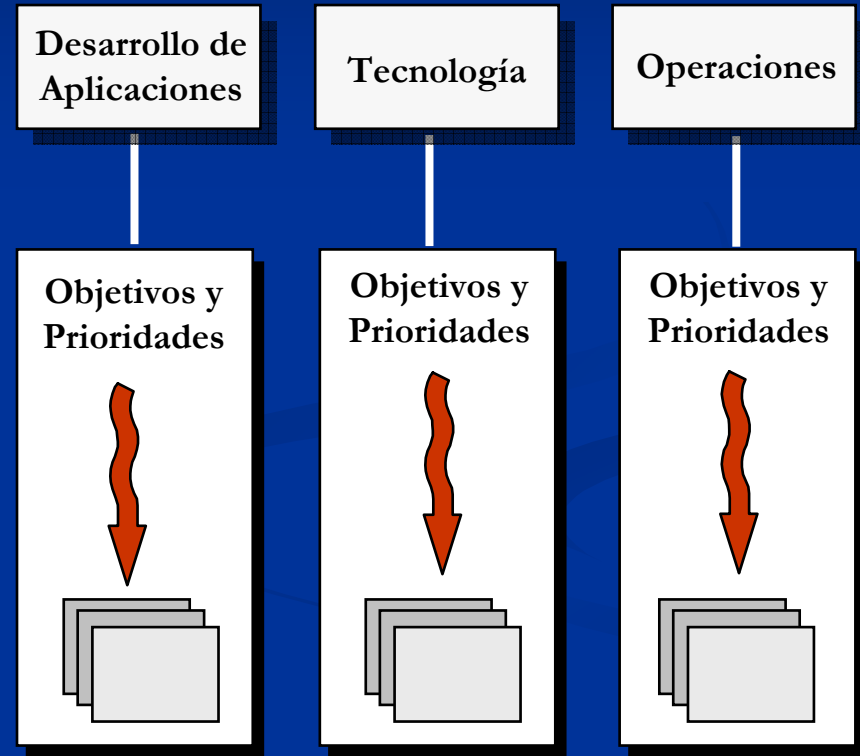 Desarrollo de
Aplicaciones
Tecnología
Operaciones
Objetivos y
Prioridades
Objetivos y
Prioridades
Objetivos y
Prioridades